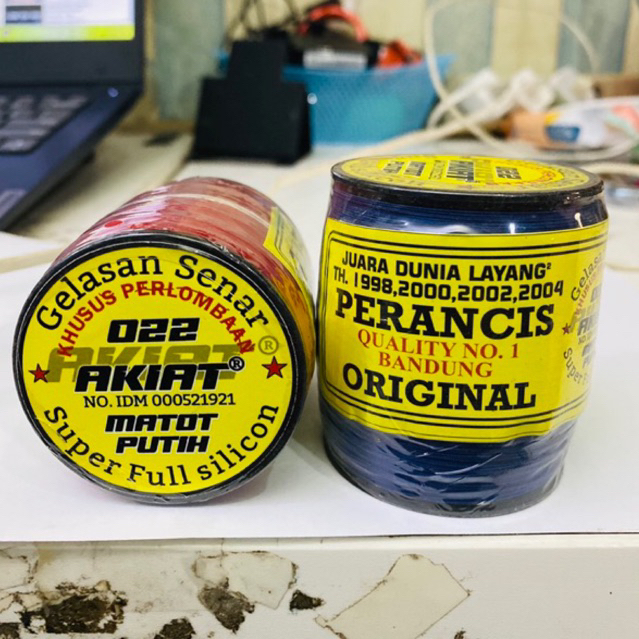 Gelasan Senar
KHUSUS PERLOMBAAN
022
AKIAT®
NO. IDM 000521921
MATOT
PUTIH
Super Full silicon
JUARA DUNIA LAYANG²
TH. 1998,2000,2002,2004
PERANCIS
QUALITY NO. 1
BANDUNG
ORIGINAL